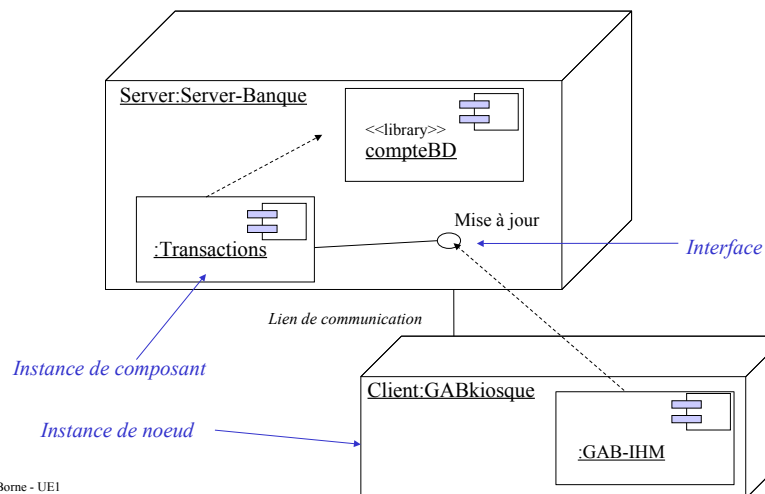 Server:Server-Banque
<<library>>
compteBD
Mise à jour
:Transactions
Interface
Lien de communication
Instance de composant
Client:GABkiosque
Instance de noeud
:GAB-IHM
Borne - UE1